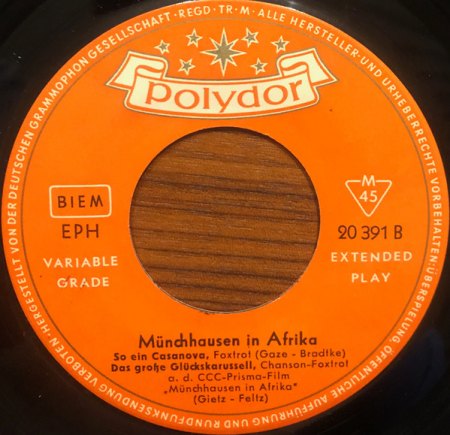 HERGESTELLT VON DER DEUTSCHEN GRAMMOPHON GESELLSCHAFT · REGD · TR · M · ALLE HERSTELLER- UND URHEBERRECHTE VORBEHALTEN/ÜBERSPIELUNG, ÖFFENTLICHE AUFFÜHRUNG UND RUNDFUNKSENDUNG VERBOTEN·
Polydor
BIEM
EPH
VARIABLE
GRADE
M
45
20 391 B
EXTENDED
PLAY
Münchhausen in Afrika
So ein Casanova, Foxtrot (Gaze - Bradtke)
Das große Glückskarussell, Chanson-Foxtrot
a. d. CCC-Prisma-Film
„Münchhausen in Afrika"
(Gietz - Feltz)